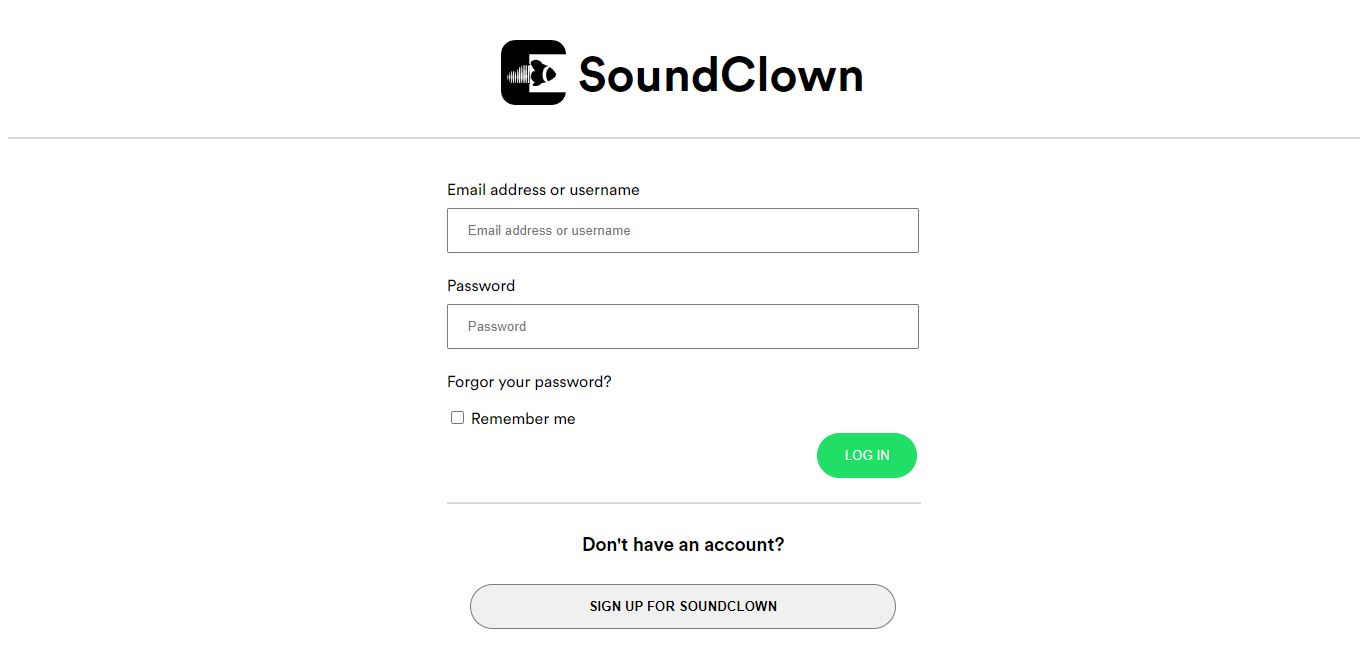 SoundClown
Email address or username
Email address or username
Password
Password
Forgor your password?
Remember me
LOG IN
Don't have an account?
SIGN UP FOR SOUNDCLOWN